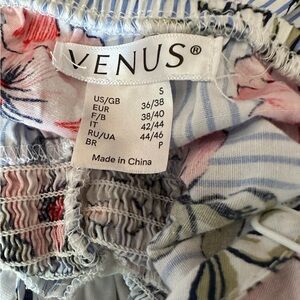 VENUS®
S
US/GB 36/38
EUR 38/40
F/B 42/44
IT 44/46
RU/UA P
BR
Made in China